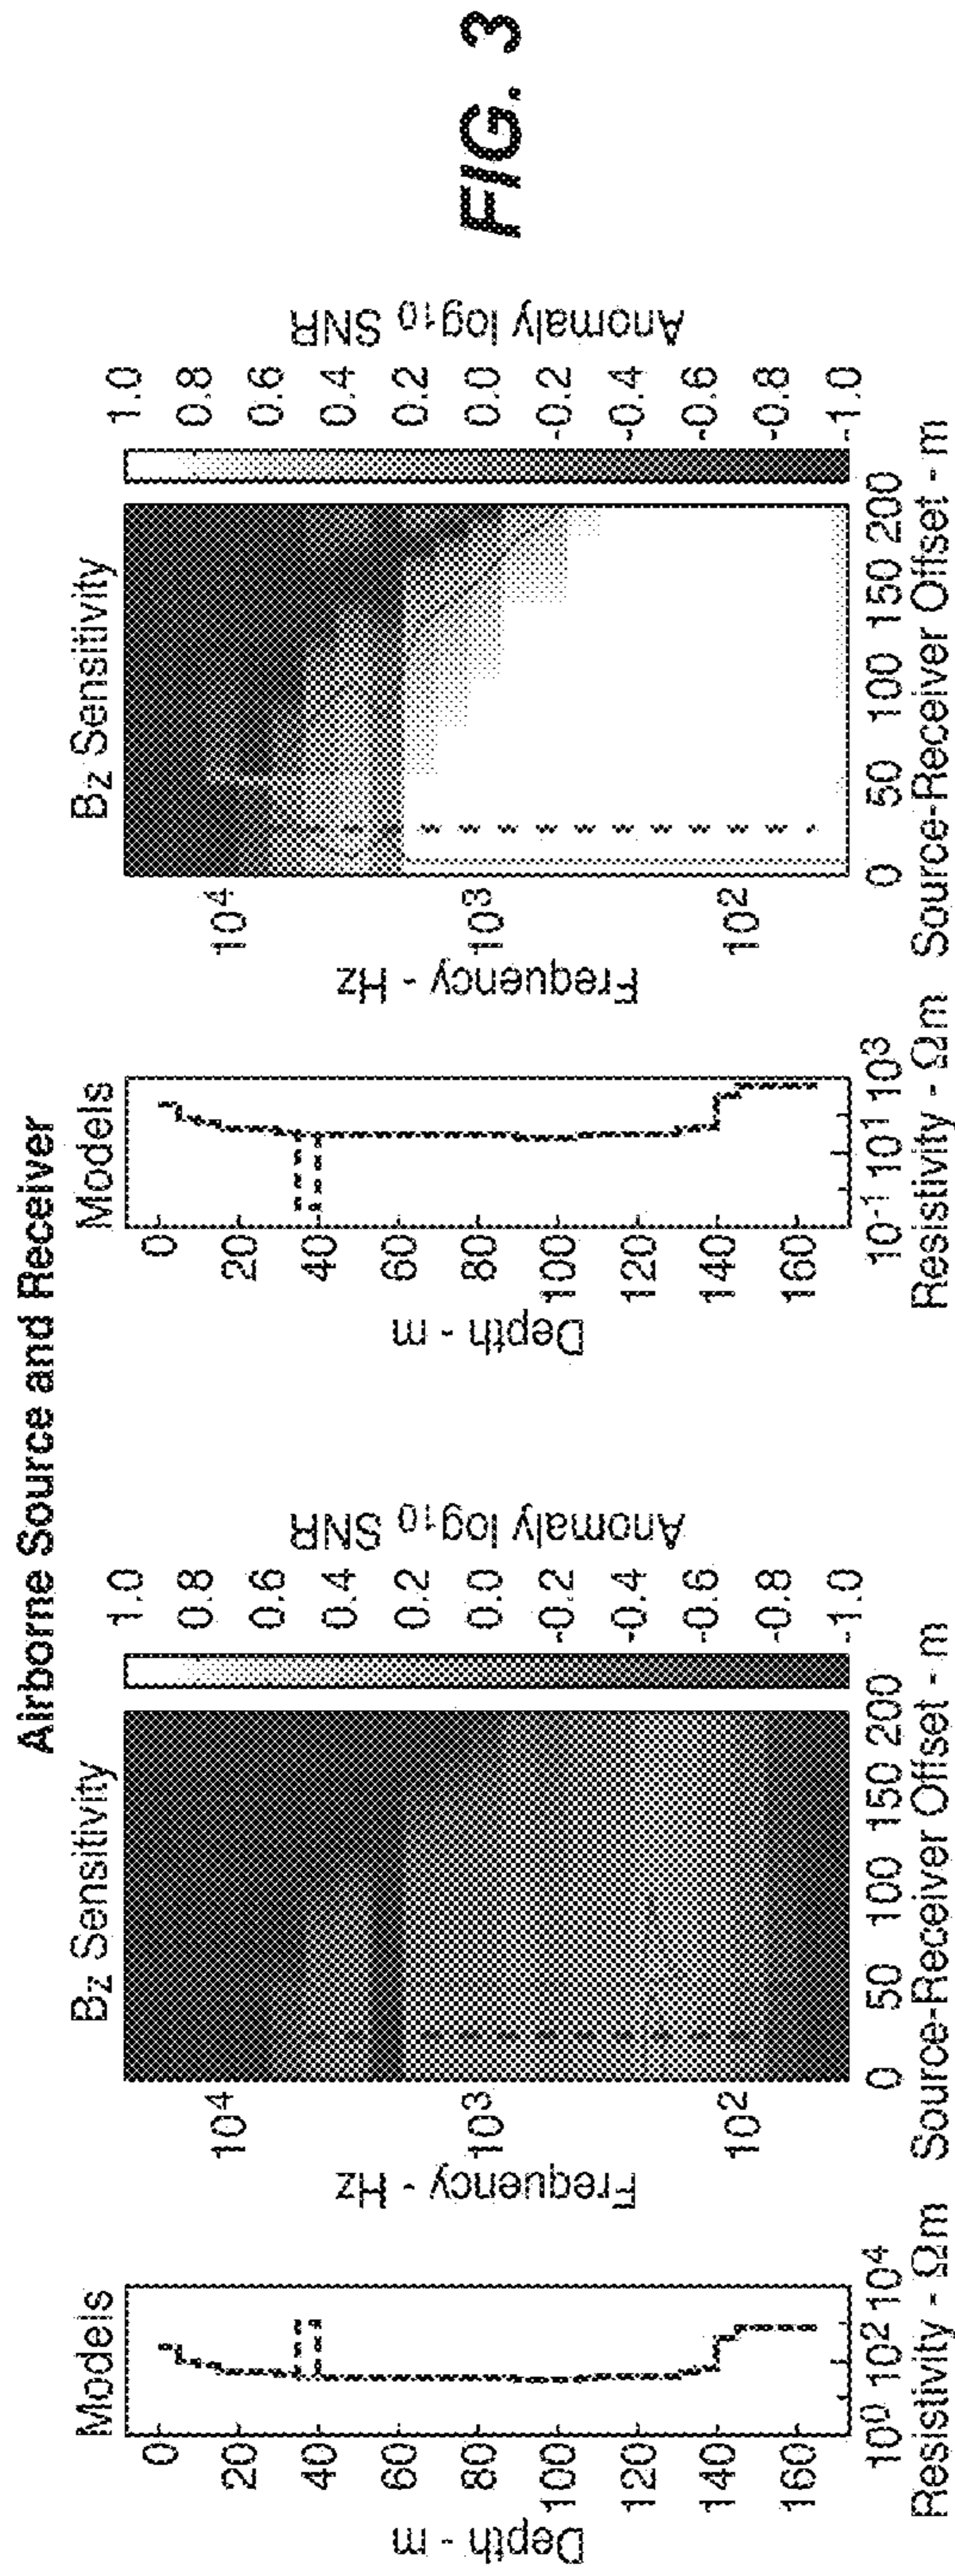 Airborne Source and Receiver
Models
Depth - m
0
20
40
60
80
100
120
140
160
10⁰ 10² 10⁴
Resistivity - Ωm
Bz Sensitivity
Frequency - Hz
10⁴
10³
10²
0 50 100 150 200
Source-Receiver Offset - m
1.0
0.8
0.6
0.4
0.2
0.0
-0.2
-0.4
-0.6
-0.8
-1.0
Anomaly log₁₀ SNR
Models
Depth - m
0
20
40
60
80
100
120
140
160
10⁻¹ 10¹ 10³
Resistivity - Ωm
Bz Sensitivity
Frequency - Hz
10⁴
10³
10²
0 50 100 150 200
Source-Receiver Offset - m
1.0
0.8
0.6
0.4
0.2
0.0
-0.2
-0.4
-0.6
-0.8
-1.0
Anomaly log₁₀ SNR
FIG. 3